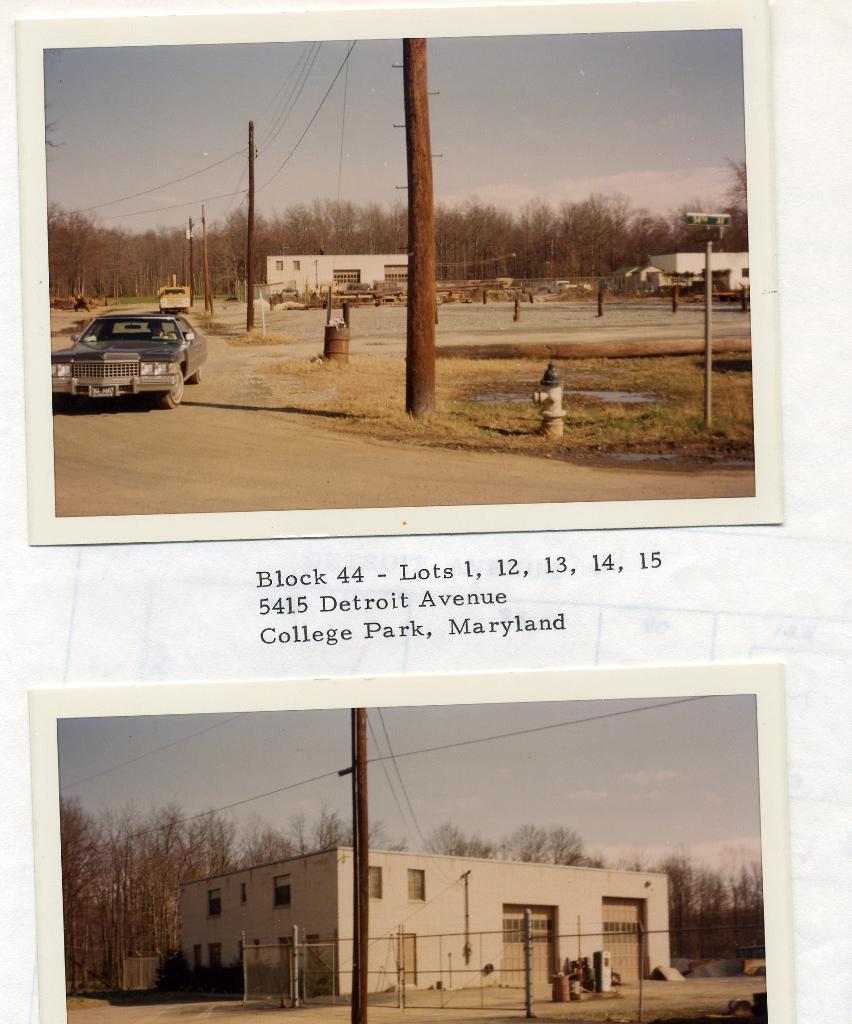 Block 44 - Lots 1, 12, 13, 14, 15
5415 Detroit Avenue
College Park, Maryland